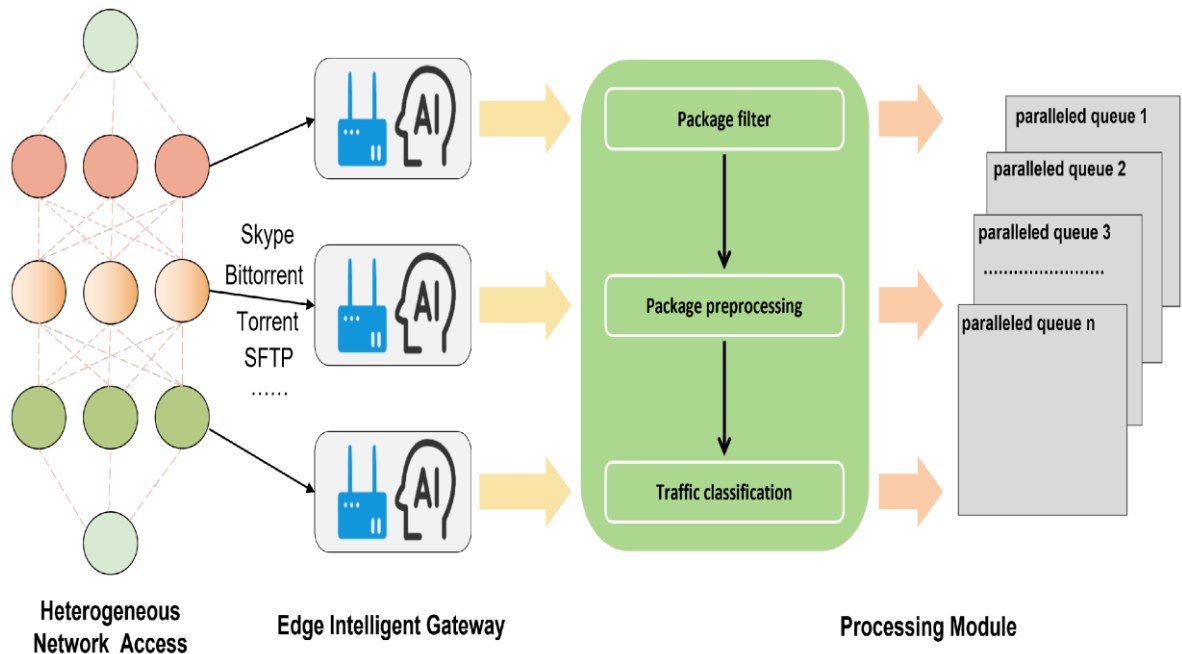 Skype
Bittorrent
Torrent
SFTP
......
AI
AI
AI
Package filter
Package preprocessing
Traffic classification
paralleled queue 1
paralleled queue 2
paralleled queue 3
........................
paralleled queue n
Heterogeneous
Network Access
Edge Intelligent Gateway
Processing Module